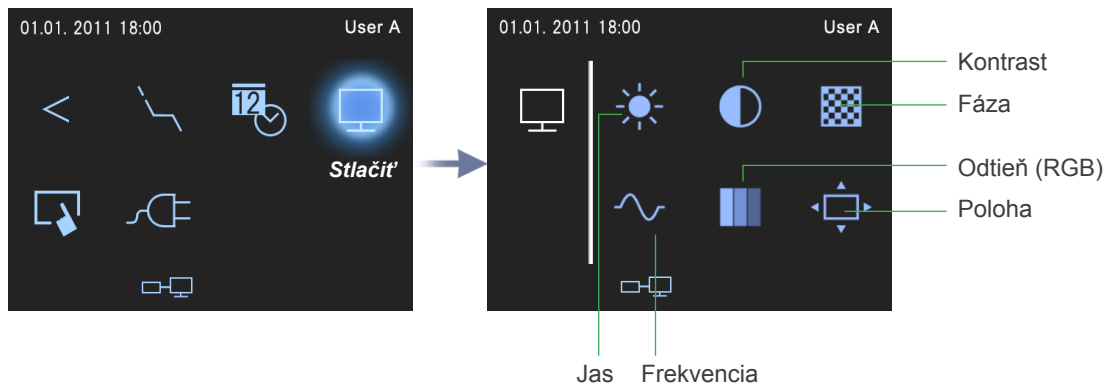 01.01. 2011 18:00 User A
12
Stlačiť
01.01. 2011 18:00 User A
Kontrast
Fáza
Odtieň (RGB)
Poloha
Jas Frekvencia